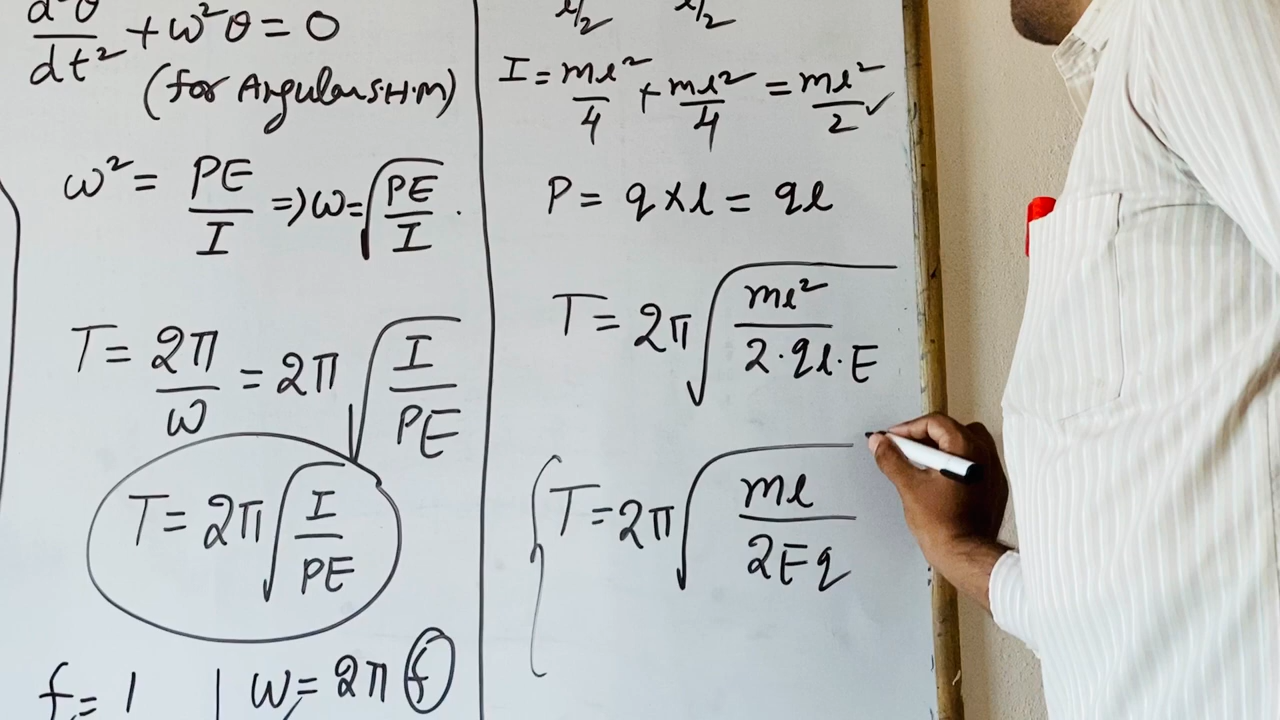 d²θ/dt² + ω²θ = 0
(for Angular S.H.M)
ω² = PE/I => ω = √(PE/I).
T = 2π/ω = 2π √(I/PE)
T = 2π √(I/PE)
f = 1 | ω = 2π f
l/2 l/2
I = ml²/4 + ml²/4 = ml²/2 ✓
P = q × l = ql
T = 2π √(ml²/2·ql·E)
T = 2π √(ml/2Eq)